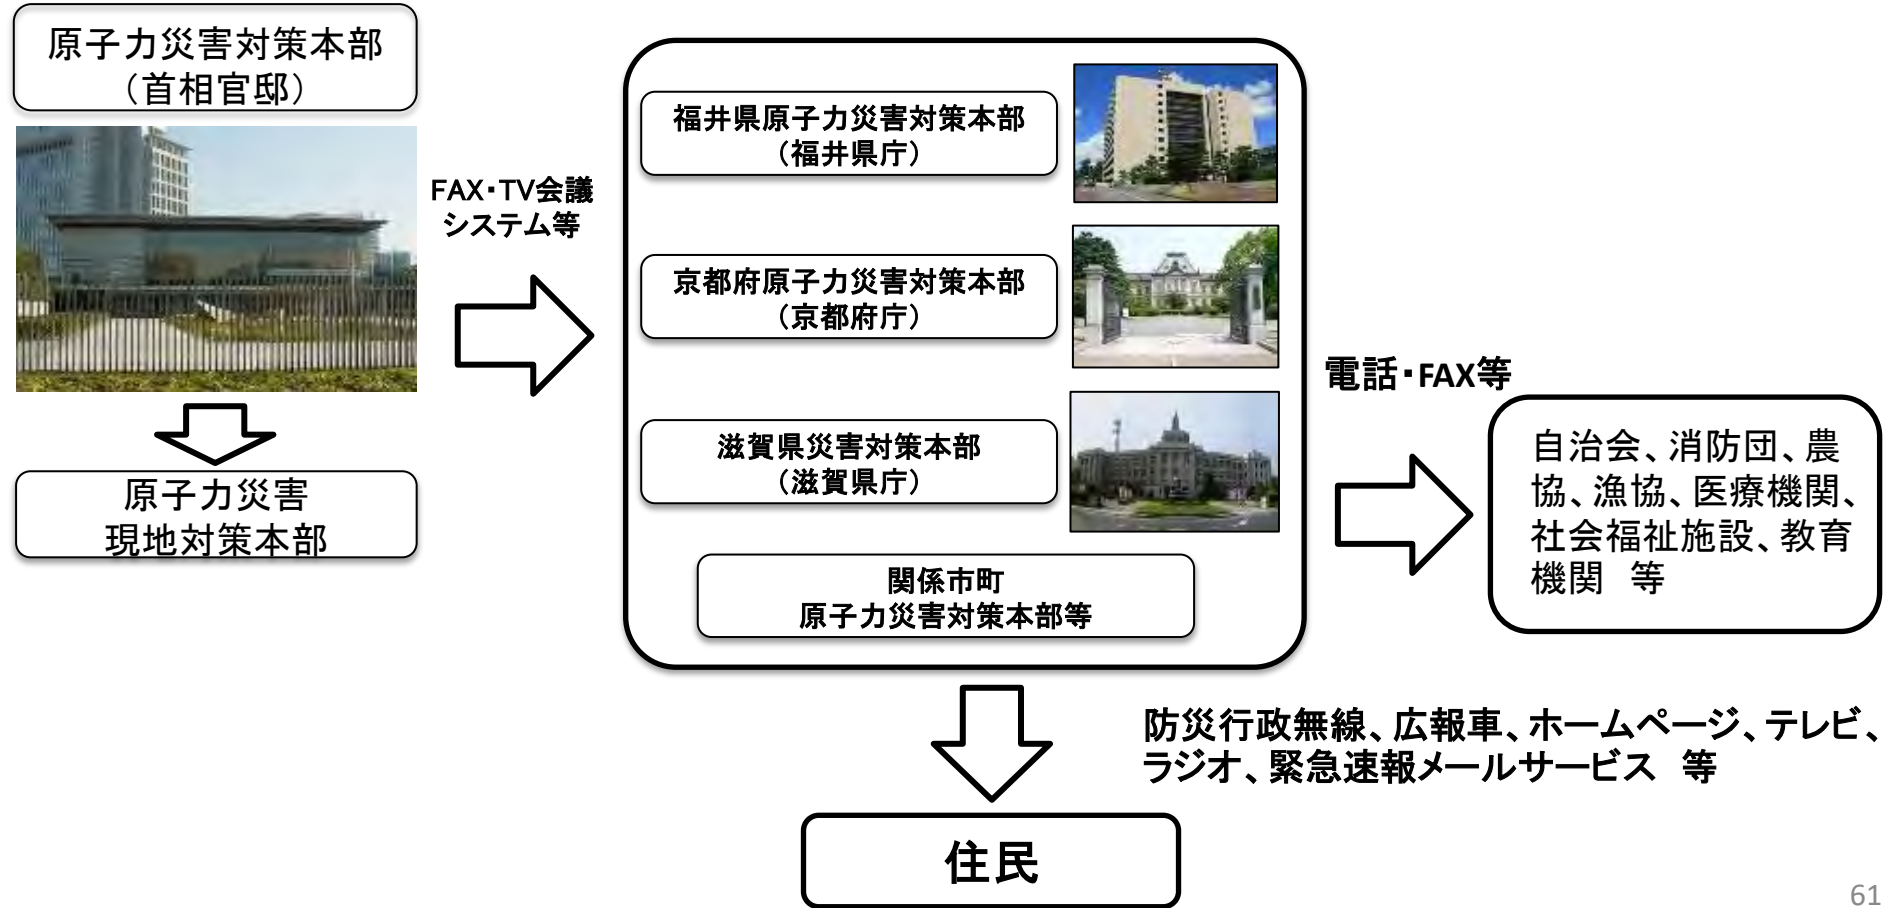 原子力災害対策本部
（首相官邸）
原子力災害
現地対策本部
FAX・TV会議
システム等
福井県原子力災害対策本部
（福井県庁）
京都府原子力災害対策本部
（京都府庁）
滋賀県災害対策本部
（滋賀県庁）
関係市町
原子力災害対策本部等
電話・FAX等
自治会、消防団、農
協、漁協、医療機関、
社会福祉施設、教育
機関　等
防災行政無線、広報車、ホームページ、テレビ、
ラジオ、緊急速報メールサービス　等
住民
61